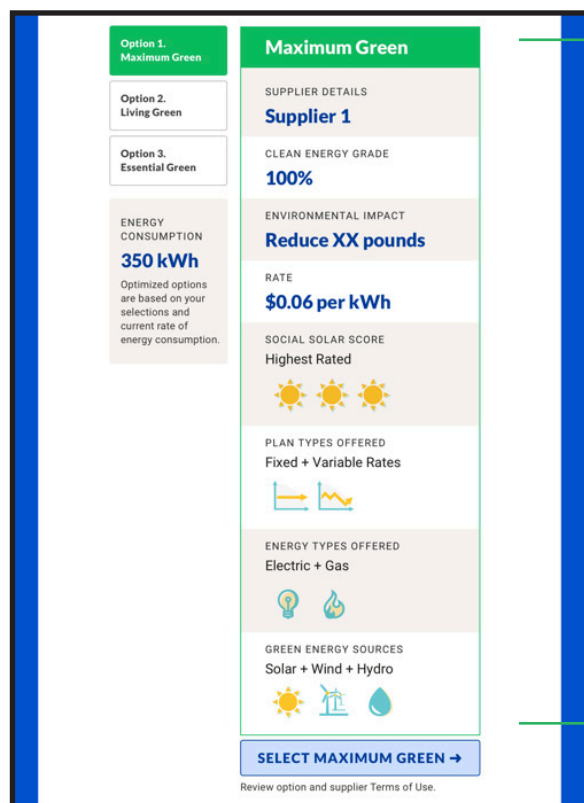 Option 1.
Maximum Green
Option 2.
Living Green
Option 3.
Essential Green
ENERGY
CONSUMPTION
350 kWh
Optimized options
are based on your
selections and
current rate of
energy consumption.
Maximum Green
SUPPLIER DETAILS
Supplier 1
CLEAN ENERGY GRADE
100%
ENVIRONMENTAL IMPACT
Reduce XX pounds
RATE
$0.06 per kWh
SOCIAL SOLAR SCORE
Highest Rated
PLAN TYPES OFFERED
Fixed + Variable Rates
ENERGY TYPES OFFERED
Electric + Gas
GREEN ENERGY SOURCES
Solar + Wind + Hydro
SELECT MAXIMUM GREEN ➔
Review option and supplier Terms of Use.